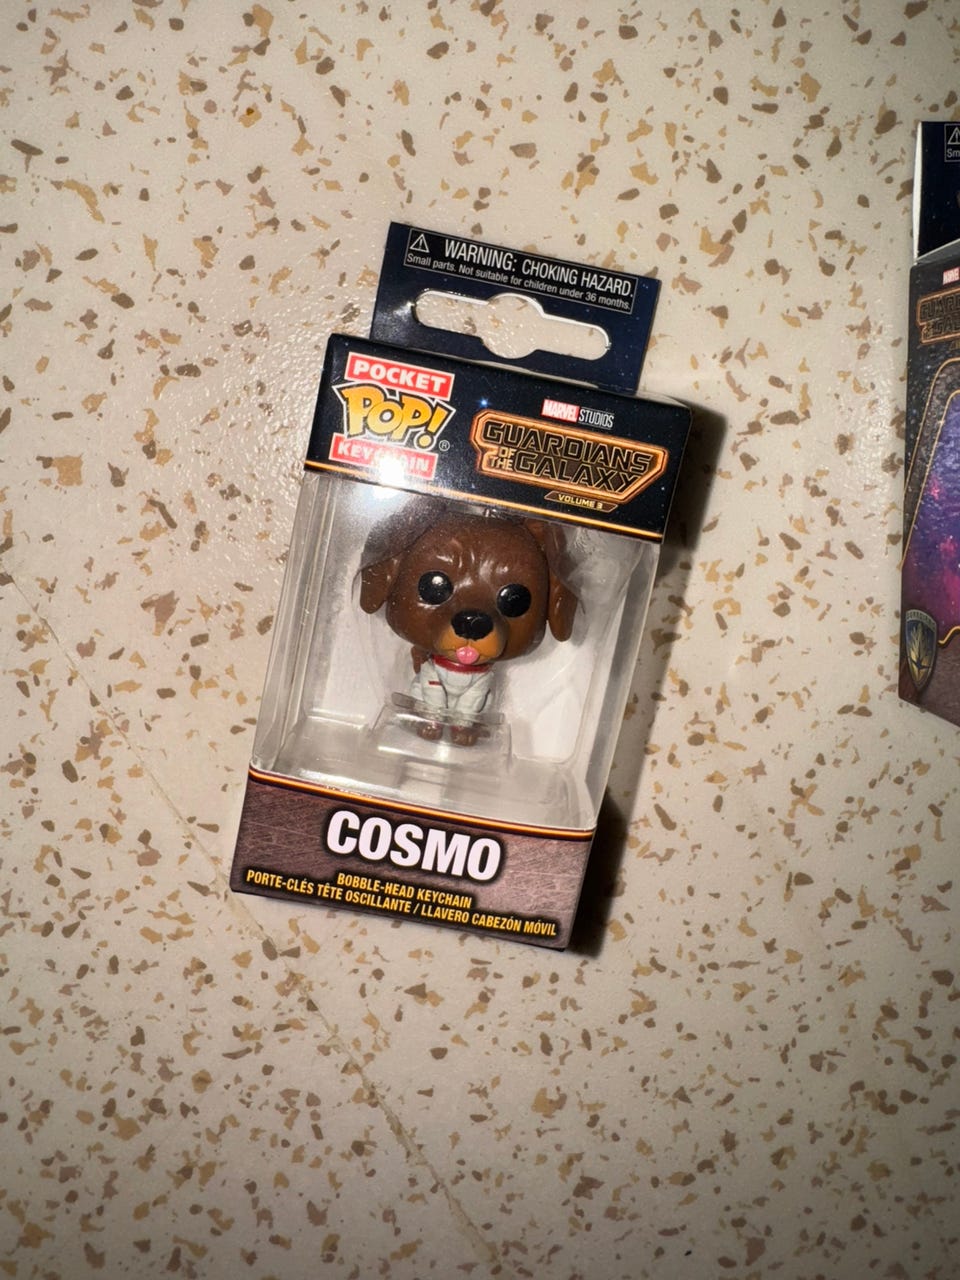 WARNING: CHOKING HAZARD.
Small parts. Not suitable for children under 36 months.
POCKET
POP!®
KEYCHAIN
MARVEL STUDIOS
GUARDIANS
OF THE GALAXY
VOLUME 3
COSMO
BOBBLE-HEAD KEYCHAIN
PORTE-CLÉS TÊTE OSCILLANTE / LLAVERO CABEZÓN MÓVIL
MARVEL